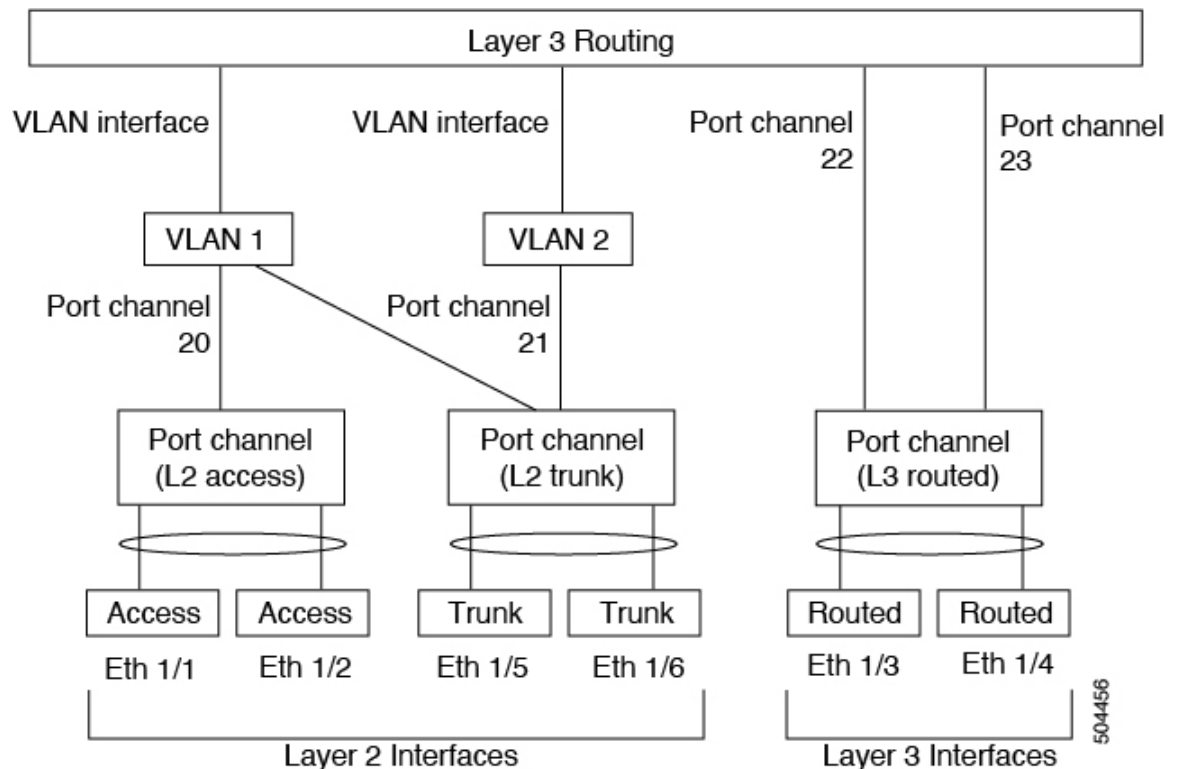 Layer 3 Routing
VLAN interface
VLAN interface
Port channel
22
Port channel
23
VLAN 1
VLAN 2
Port channel
20
Port channel
21
Port channel
(L2 access)
Port channel
(L2 trunk)
Port channel
(L3 routed)
Access
Access
Trunk
Trunk
Routed
Routed
Eth 1/1
Eth 1/2
Eth 1/5
Eth 1/6
Eth 1/3
Eth 1/4
Layer 2 Interfaces
Layer 3 Interfaces
504456